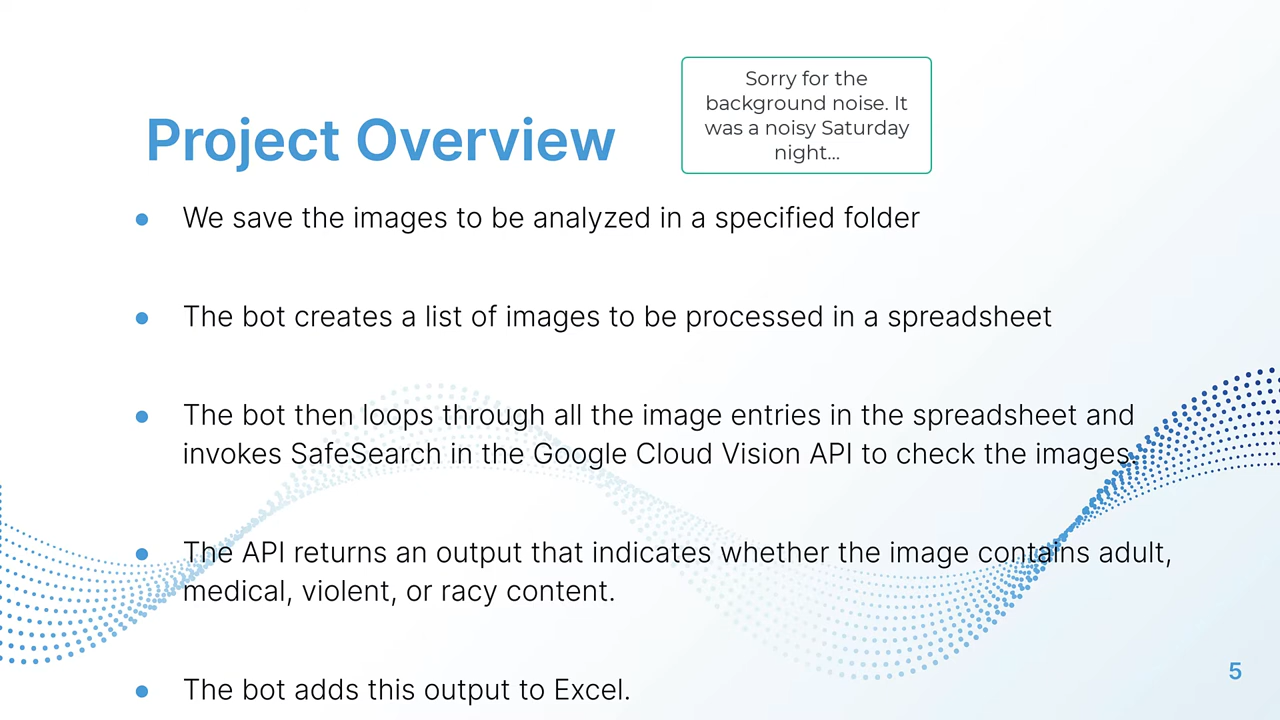 Sorry for the
background noise. It
was a noisy Saturday
night...
Project Overview
We save the images to be analyzed in a specified folder
The bot creates a list of images to be processed in a spreadsheet
The bot then loops through all the image entries in the spreadsheet and
invokes SafeSearch in the Google Cloud Vision API to check the images.
The API returns an output that indicates whether the image contains adult,
medical, violent, or racy content.
The bot adds this output to Excel.
5